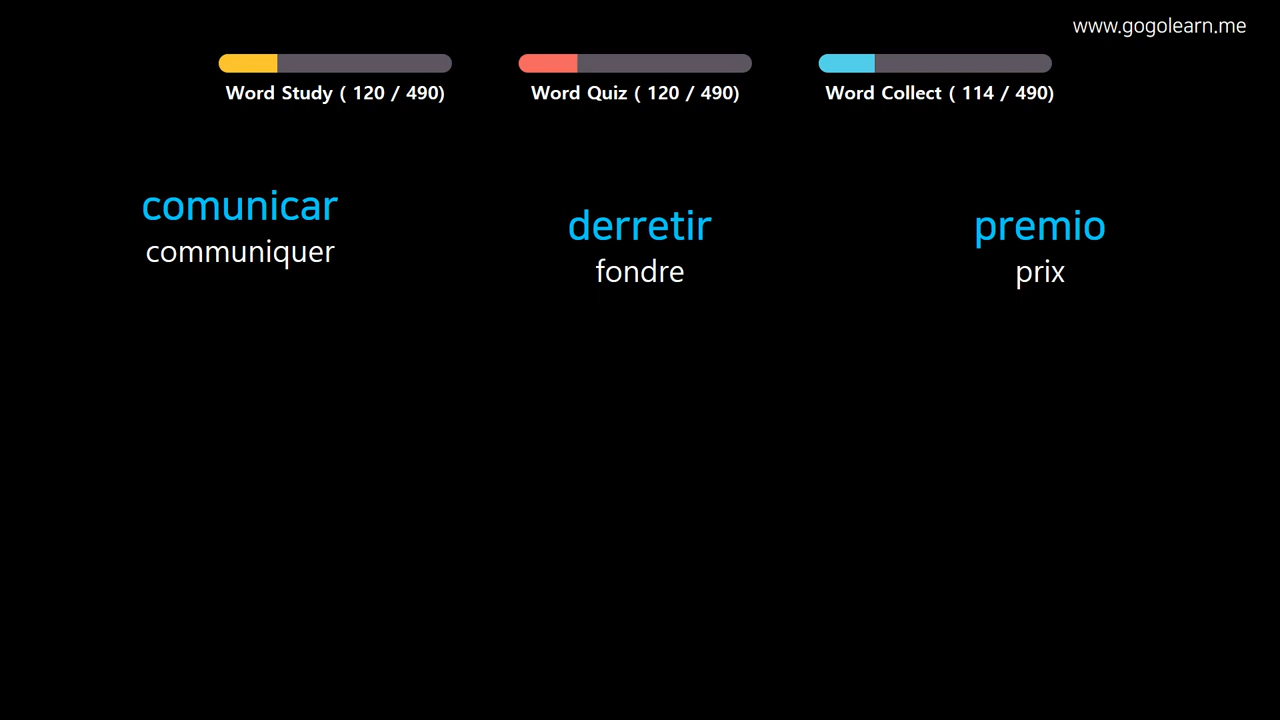 www.gogolearn.me
Word Study ( 120 / 490)
Word Quiz ( 120 / 490)
Word Collect ( 114 / 490)
comunicar
communiquer
derretir
fondre
premio
prix